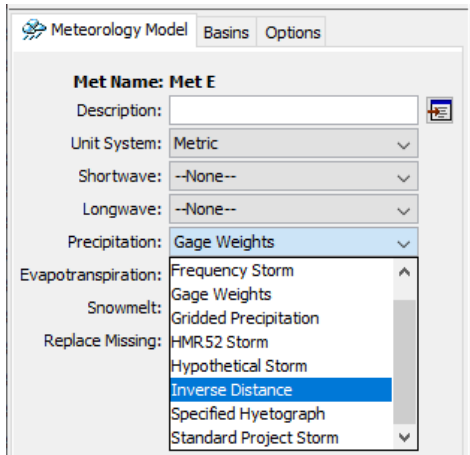 Meteorology Model Basins Options
Met Name: Met E
Description:
Unit System: Metric
Shortwave: --None--
Longwave: --None--
Precipitation: Gage Weights
Evapotranspiration:
Snowmelt:
Replace Missing:
Frequency Storm
Gage Weights
Gridded Precipitation
HMR52 Storm
Hypothetical Storm
Inverse Distance
Specified Hyetograph
Standard Project Storm